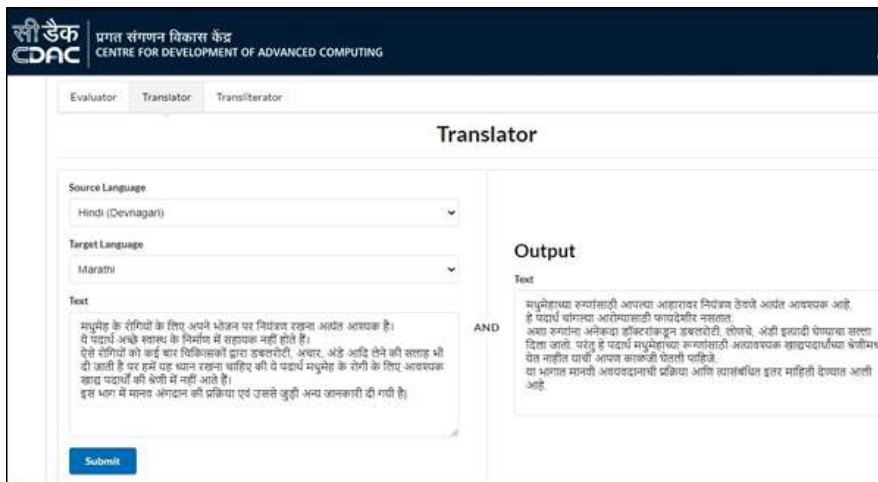 सी डैक
CDAC
प्रगत संगणन विकास केंद्र
CENTRE FOR DEVELOPMENT OF ADVANCED COMPUTING
Evaluator Translator Transliterator
Translator
Source Language
Hindi (Devnagari)
Target Language
Marathi
Text
मधुमेह के रोगियों के लिए अपने भोजन पर नियंत्रण रखना अत्यंत आवश्यक है।
ये पदार्थ अच्छे स्वास्थ के निर्माण में सहायक नहीं होते हैं।
ऐसे रोगियों को कई बार चिकित्सकों द्वारा डबलरोटी, अचार, अंडे आदि लेने की सलाह भी
दी जाती है पर हमें यह ध्यान रखना चाहिए की ये पदार्थ मधुमेह के रोगी के लिए आवश्यक
खाद्य पदार्थों की श्रेणी में नहीं आते हैं।
इस भाग में मानव अंगदान की प्रक्रिया एवं उससे जुड़ी अन्य जानकारी दी गयी है|
Submit
AND
Output
Text
मधुमेहाच्या रुग्णांसाठी आपल्या आहारावर नियंत्रण ठेवणे अत्यंत आवश्यक आहे.
हे पदार्थ चांगल्या आरोग्यासाठी फायदेशीर नसतात.
अशा रुग्णांना अनेकदा डॉक्टरांकडून डबलरोटी, लोणचे, अंडी इत्यादी घेण्याचा सल्ला
दिला जातो. परंतु हे पदार्थ मधुमेहाच्या रूग्णांसाठी अत्यावश्यक खाद्यपदार्थांच्या
येत नाहीत याची आपण काळजी घेतली पाहिजे.
या भागात मानवी अवयवदानाची प्रक्रिया आणि त्यासंबंधित इतर माहिती देण्यात आली
आहे.